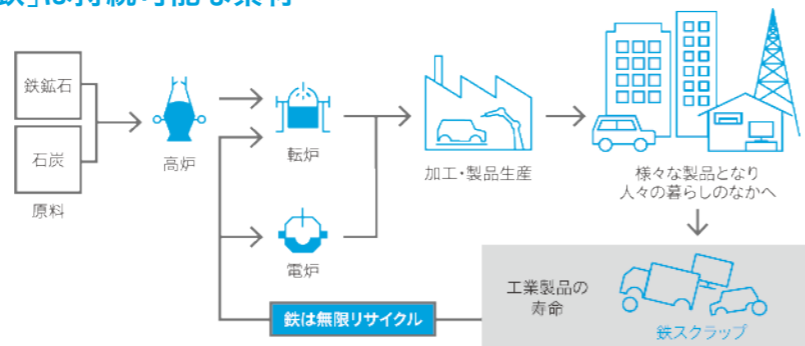 鉄鉱石
石炭
原料
高炉
転炉
電炉
加工・製品生産
様々な製品となり
人々の暮らしのなかへ
工業製品の
寿命
鉄スクラップ
鉄は無限リサイクル